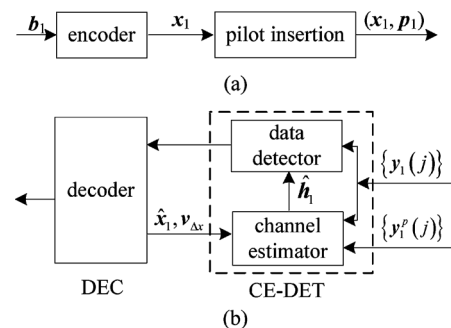 b₁ encoder x₁ pilot insertion (x₁, p₁)
(a)
data detector
{y₁(j)}
decoder
ĥ₁
x̂₁, v_Δx
channel estimator
{y₁ᵖ(j)}
DEC
CE-DET
(b)